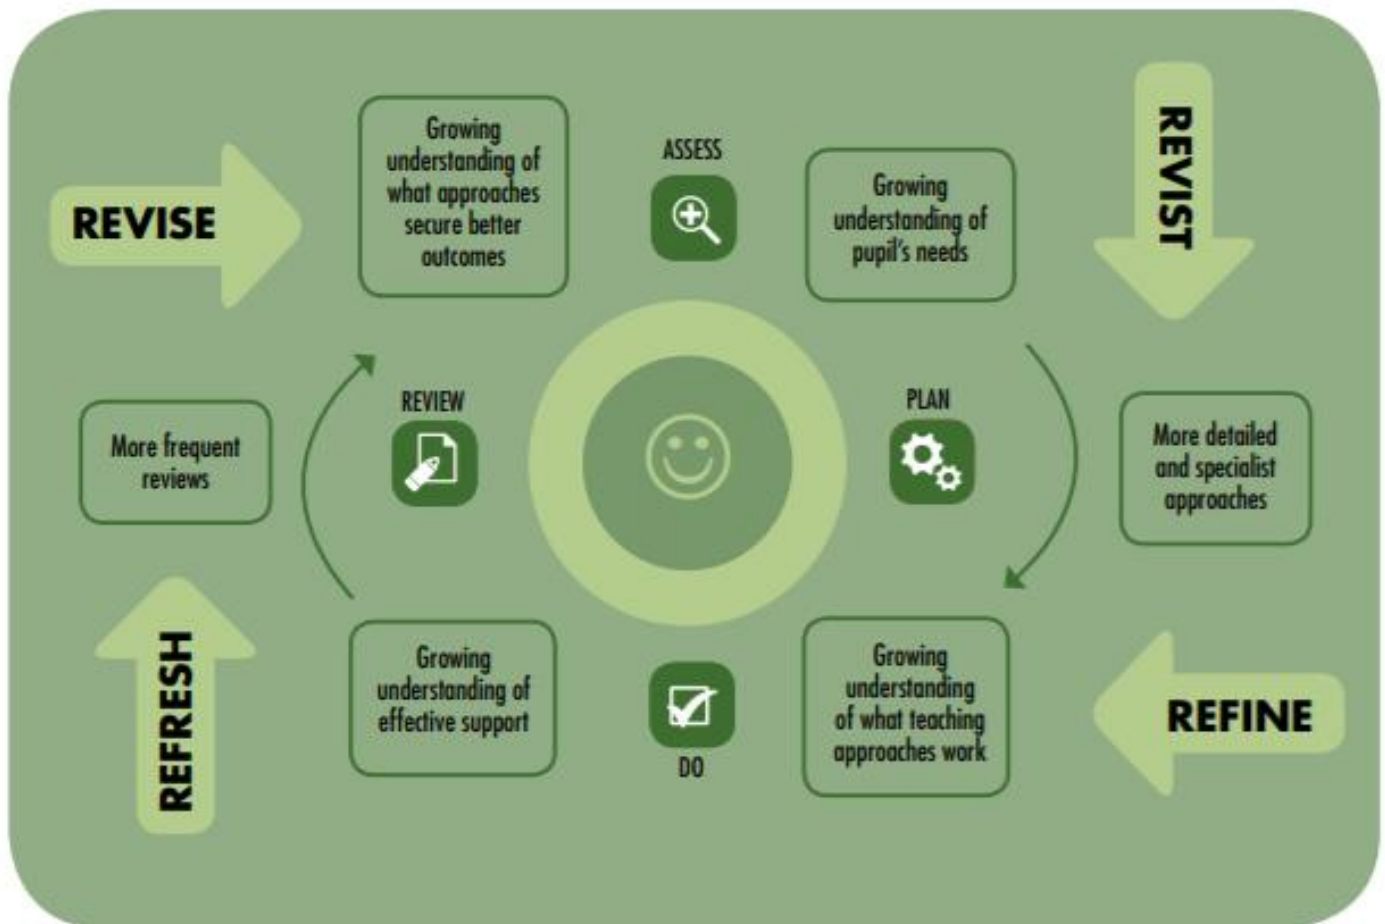 REVISE
Growing
understanding of
what approaches
secure better
outcomes
ASSESS
Growing
understanding of
pupil's needs
REVIST
More frequent
reviews
REVIEW
PLAN
More detailed
and specialist
approaches
REFRESH
Growing
understanding of
effective support
DO
Growing
understanding
of what teaching
approaches work
REFINE